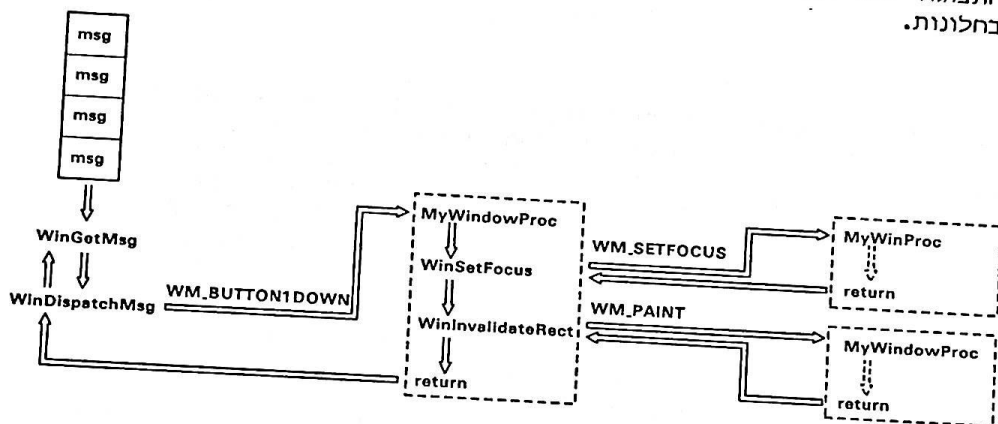 בחלונות.
msg
msg
msg
msg
WinGetMsg
WinDispatchMsg
WM_BUTTON1DOWN
MyWindowProc
WinSetFocus
WinInvalidateRect
return
WM_SETFOCUS
MyWinProc
return
WM_PAINT
MyWindowProc
return